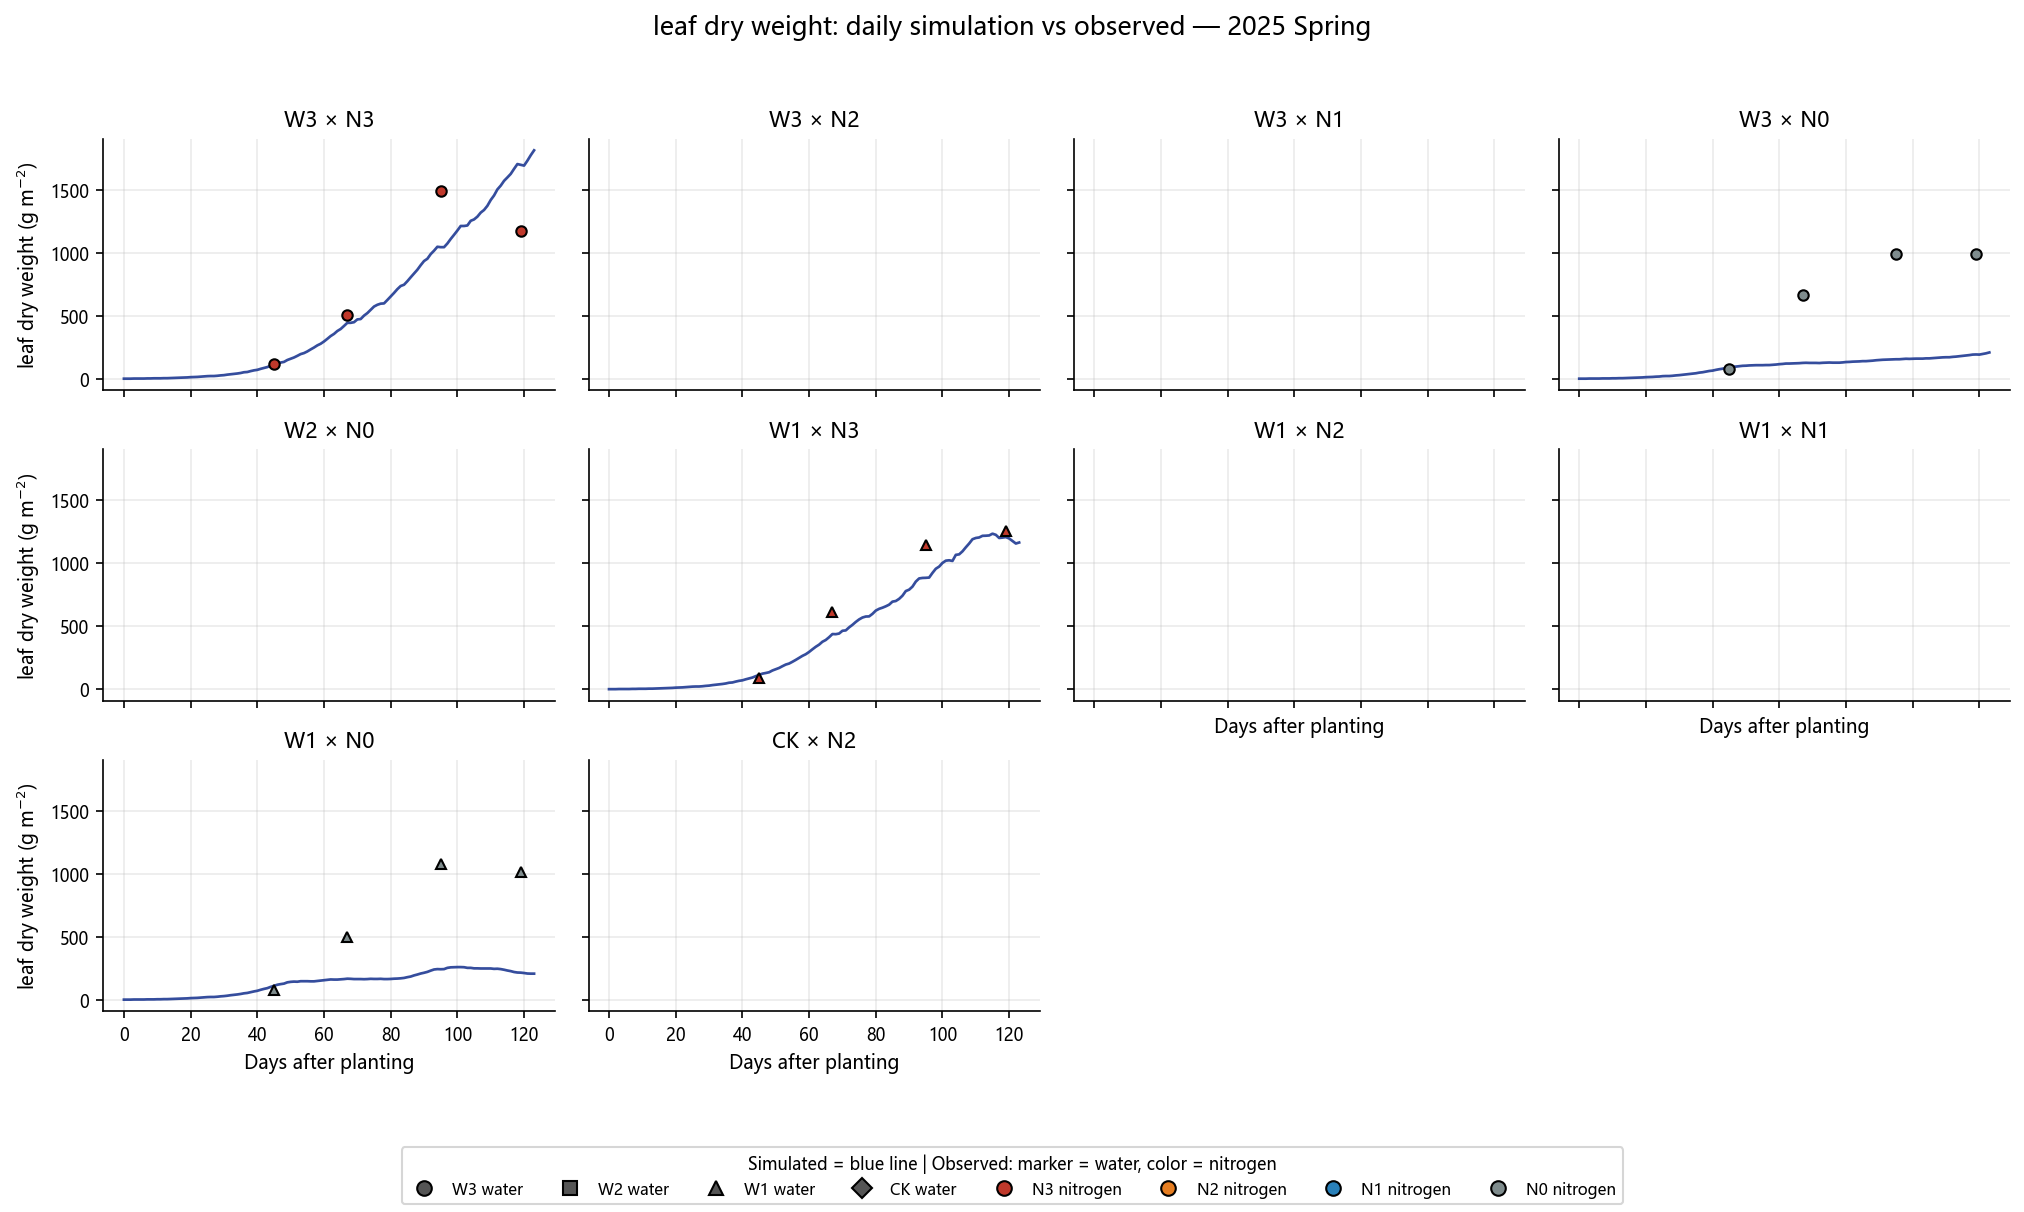 leaf dry weight: daily simulation vs observed — 2025 Spring
W3 × N3
W3 × N2
W3 × N1
W3 × N0
leaf dry weight (g m⁻²)
1500
1000
500
0
W2 × N0
W1 × N3
W1 × N2
W1 × N1
leaf dry weight (g m⁻²)
1500
1000
500
0
Days after planting
Days after planting
W1 × N0
CK × N2
leaf dry weight (g m⁻²)
1500
1000
500
0
0 20 40 60 80 100 120
0 20 40 60 80 100 120
Days after planting
Days after planting
Simulated = blue line | Observed: marker = water, color = nitrogen
W3 water W2 water W1 water CK water N3 nitrogen N2 nitrogen N1 nitrogen N0 nitrogen